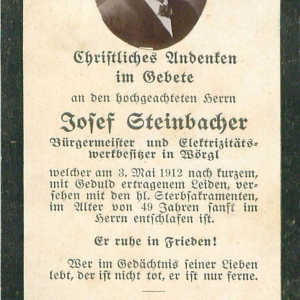 Christliches Andenken
im Gebete
an den hochgeachteten Herrn
Josef Steinbacher
Bürgermeister und Elektrizitäts-
werkbesitzer in Wörgl
welcher am 3. Mai 1912 nach kurzem,
mit Geduld ertragenem Leiden, ver-
sehen mit den hl. Sterbsakramenten,
im Alter von 49 Jahren sanft im
Herrn entschlafen ist.
Er ruhe in Frieden!
Wer im Gedächtnis seiner Lieben
lebt, der ist nicht tot, er ist nur ferne.